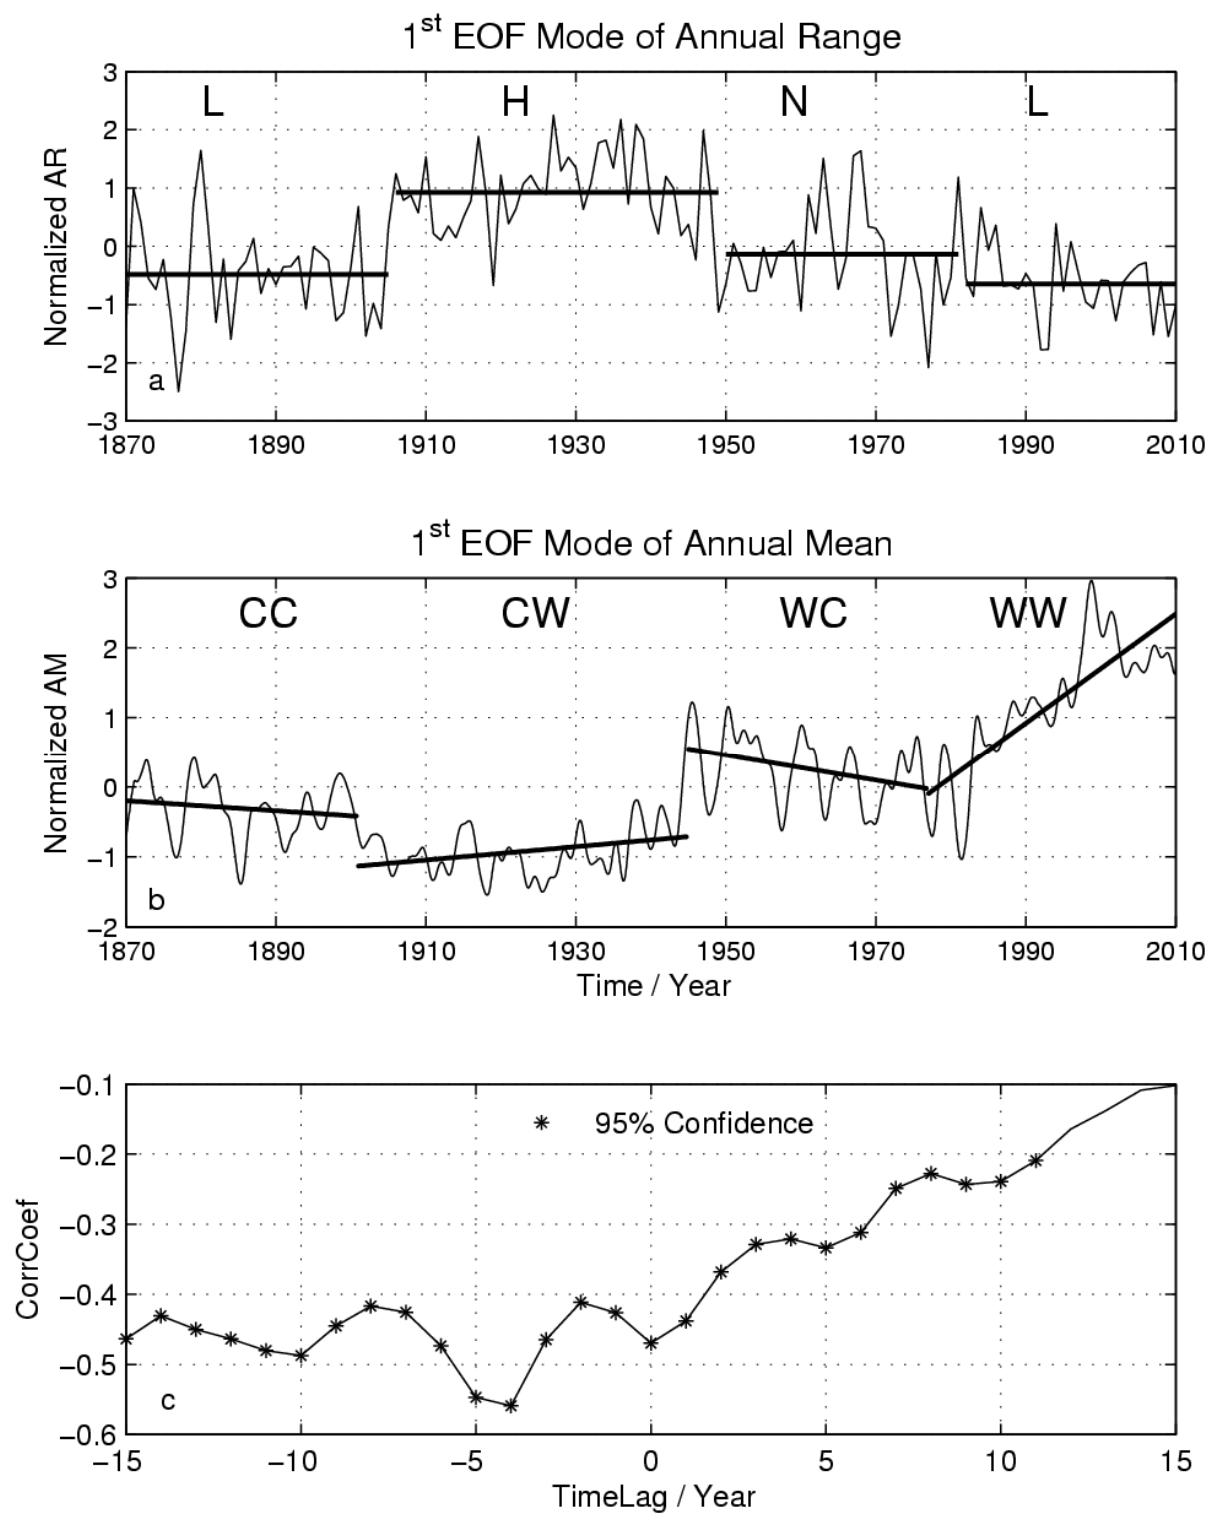 1st EOF Mode of Annual Range
3
L H N L
2
1
0
−1
−2
a
−3
Normalized AR
1870 1890 1910 1930 1950 1970 1990 2010
1st EOF Mode of Annual Mean
3
CC CW WC WW
2
1
0
−1
b
−2
Normalized AM
1870 1890 1910 1930 1950 1970 1990 2010
Time / Year
−0.1
95% Confidence
−0.2
−0.3
−0.4
−0.5
c
−0.6
CorrCoef
−15 −10 −5 0 5 10 15
TimeLag / Year